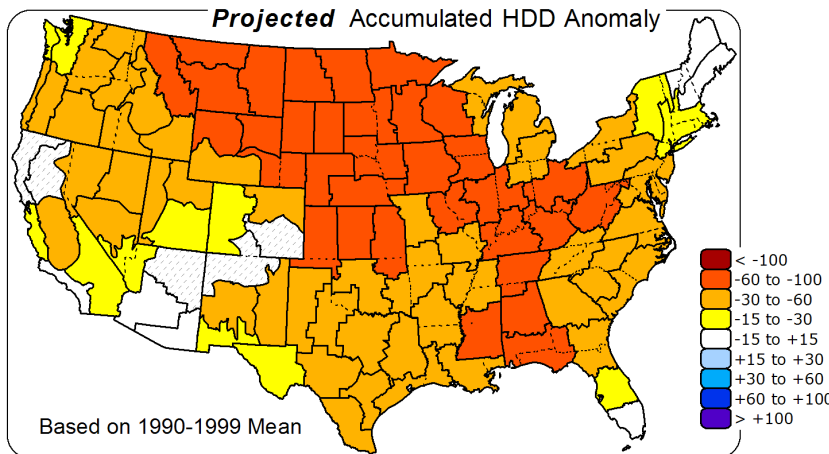 Projected Accumulated HDD Anomaly
< -100
-60 to -100
-30 to -60
-15 to -30
-15 to +15
+15 to +30
+30 to +60
+60 to +100
> +100
Based on 1990-1999 Mean